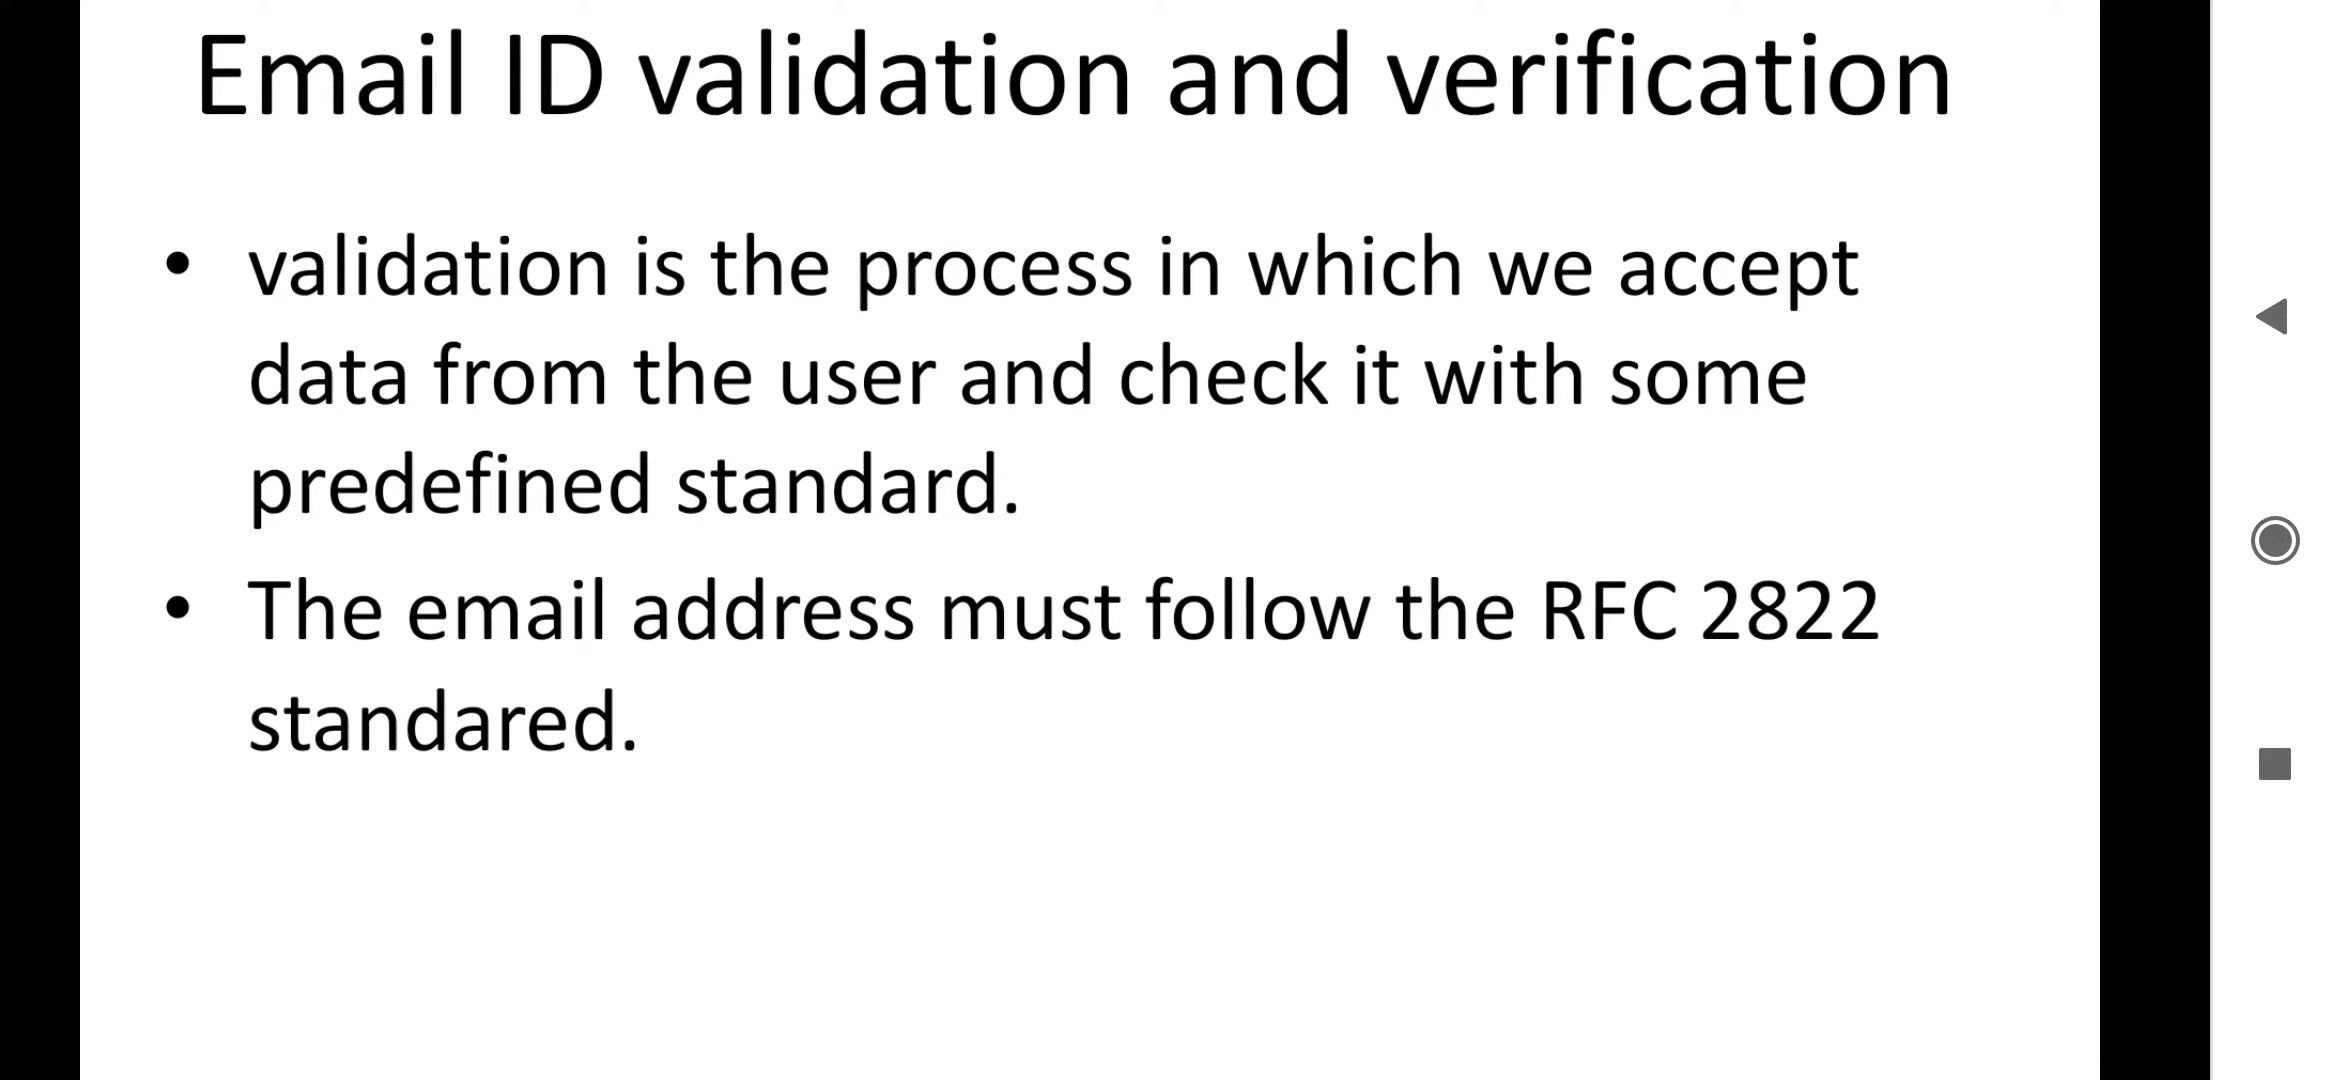 Email ID validation and verification
• validation is the process in which we accept
data from the user and check it with some
predefined standard.
• The email address must follow the RFC 2822
standared.